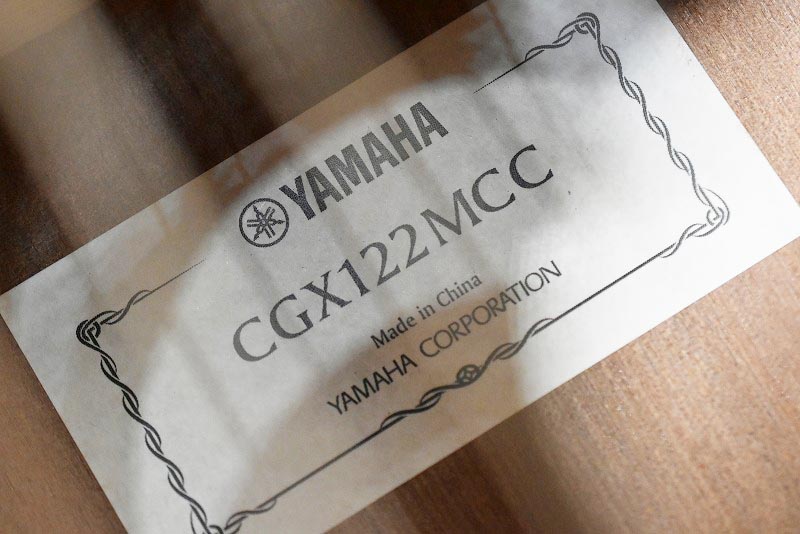 YAMAHA
CGX122MCC
Made in China
YAMAHA CORPORATION